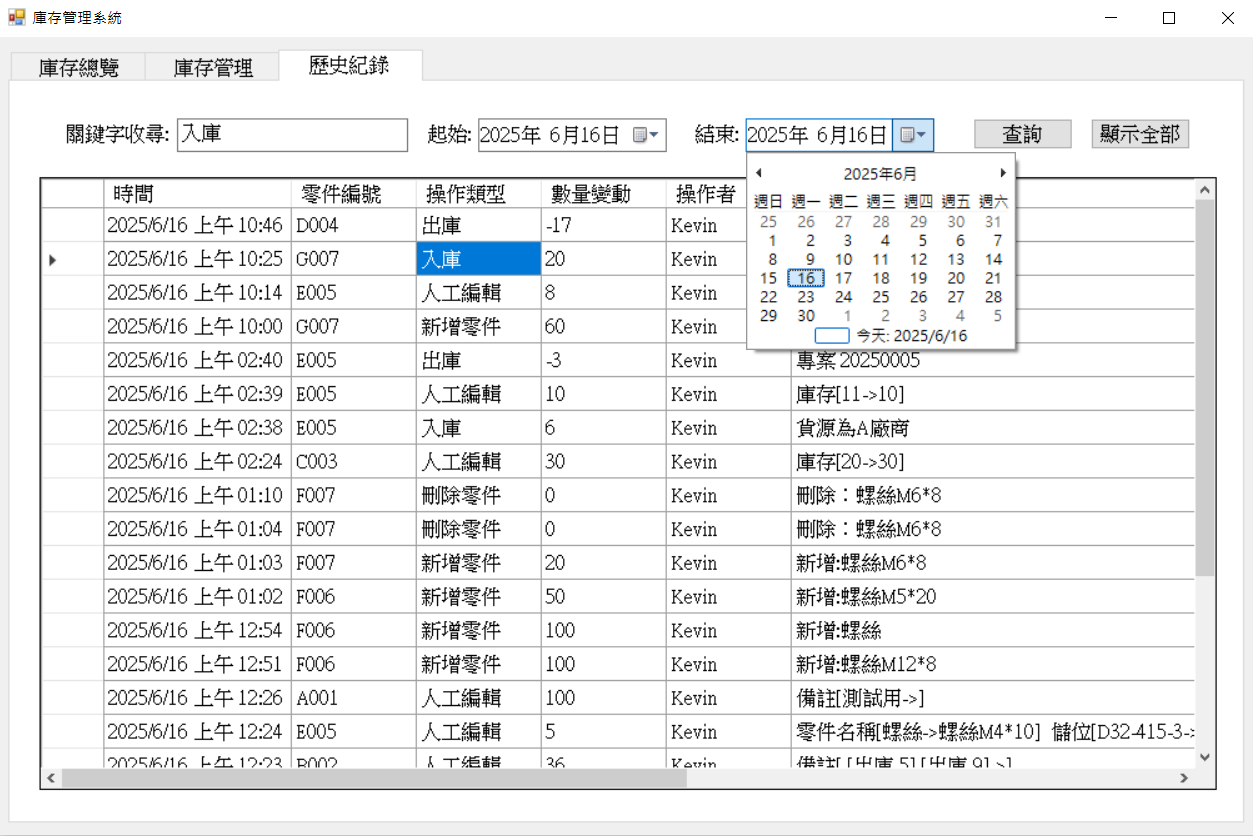 庫存管理系統
庫存總覽 庫存管理 歷史紀錄
關鍵字收尋: 入庫 起始: 2025年 6月16日 結束: 2025年 6月16日 查詢 顯示全部
2025年6月
週日 週一 週二 週三 週四 週五 週六
25 26 27 28 29 30 31
1 2 3 4 5 6 7
8 9 10 11 12 13 14
15 16 17 18 19 20 21
22 23 24 25 26 27 28
29 30 1 2 3 4 5
今天: 2025/6/16
時間 零件編號 操作類型 數量變動 操作者
2025/6/16 上午 10:46 D004 出庫 -17 Kevin
2025/6/16 上午 10:25 G007 入庫 20 Kevin
2025/6/16 上午 10:14 E005 人工編輯 8 Kevin
2025/6/16 上午 10:00 G007 新增零件 60 Kevin
2025/6/16 上午 02:40 E005 出庫 -3 Kevin 專案20250005
2025/6/16 上午 02:39 E005 人工編輯 10 Kevin 庫存[11->10]
2025/6/16 上午 02:38 E005 入庫 6 Kevin 貨源為A廠商
2025/6/16 上午 02:24 C003 人工編輯 30 Kevin 庫存[20->30]
2025/6/16 上午 01:10 F007 刪除零件 0 Kevin 刪除：螺絲M6*8
2025/6/16 上午 01:04 F007 刪除零件 0 Kevin 刪除：螺絲M6*8
2025/6/16 上午 01:03 F007 新增零件 20 Kevin 新增:螺絲M6*8
2025/6/16 上午 01:02 F006 新增零件 50 Kevin 新增:螺絲M5*20
2025/6/16 上午 12:54 F006 新增零件 100 Kevin 新增:螺絲
2025/6/16 上午 12:51 F006 新增零件 100 Kevin 新增:螺絲M12*8
2025/6/16 上午 12:26 A001 人工編輯 100 Kevin 備註[測試用->]
2025/6/16 上午 12:24 E005 人工編輯 5 Kevin 零件名稱[螺絲->螺絲M4*10] 儲位[D32-415-3->
2025/6/16 上午 12:23 B002 人工編輯 36 Kevin